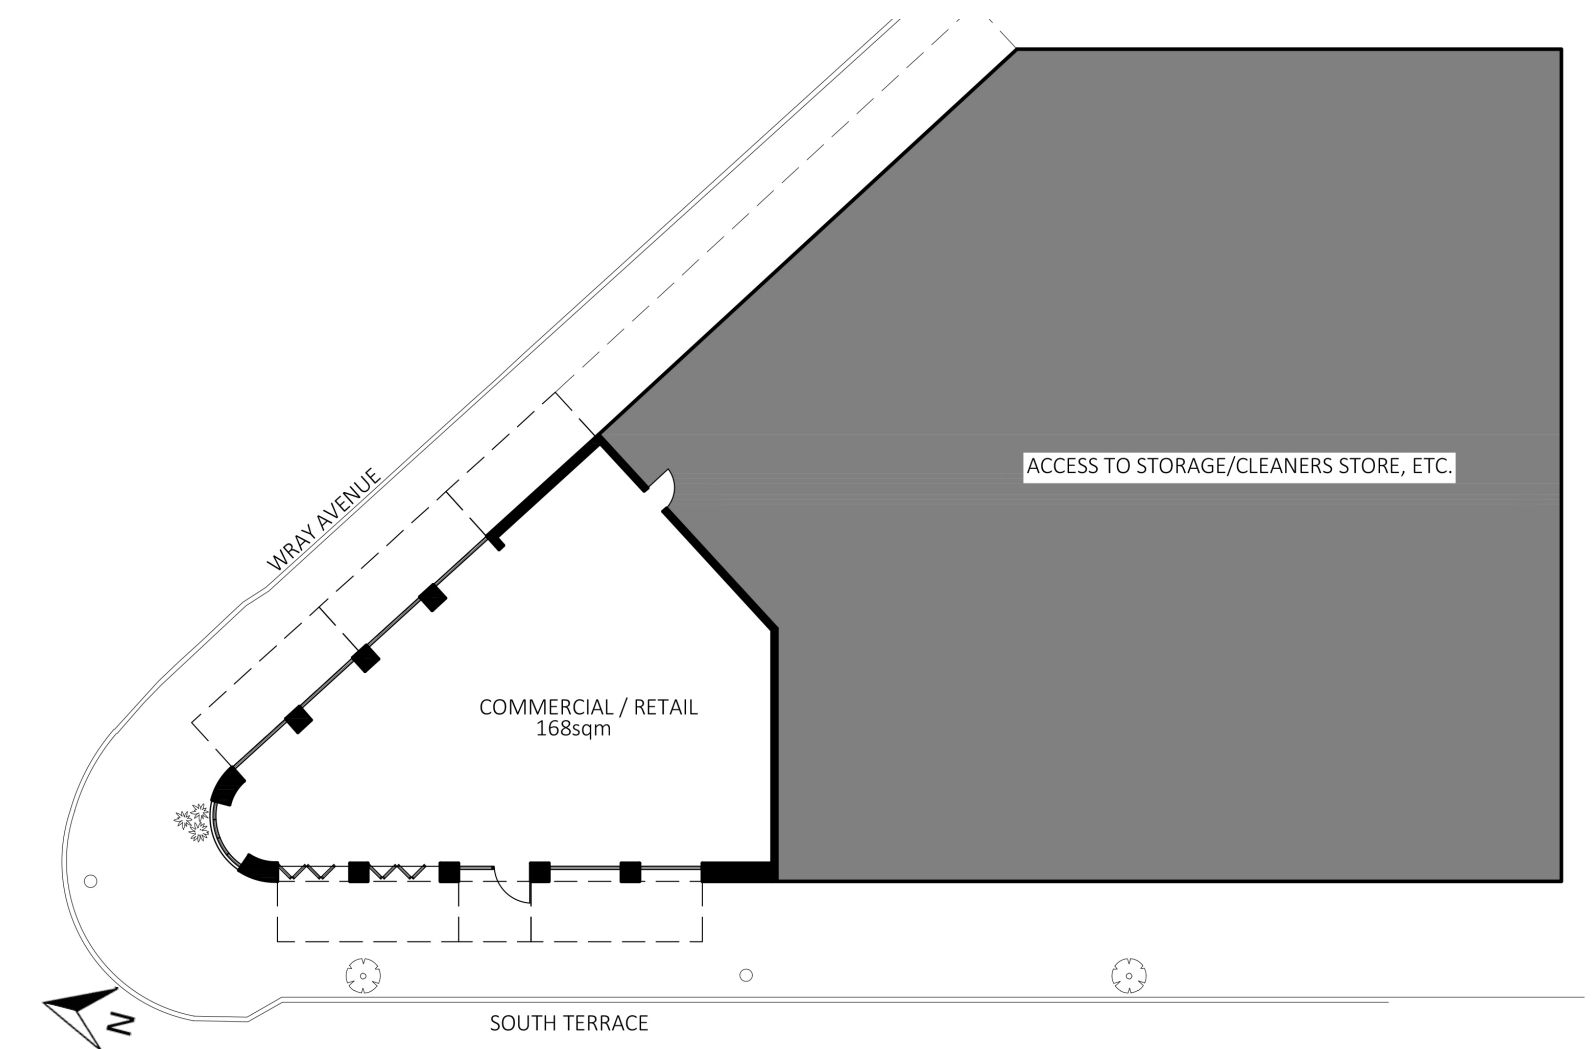 ACCESS TO STORAGE/CLEANERS STORE, ETC.
WRAY AVENUE
COMMERCIAL / RETAIL
168sqm
SOUTH TERRACE
N